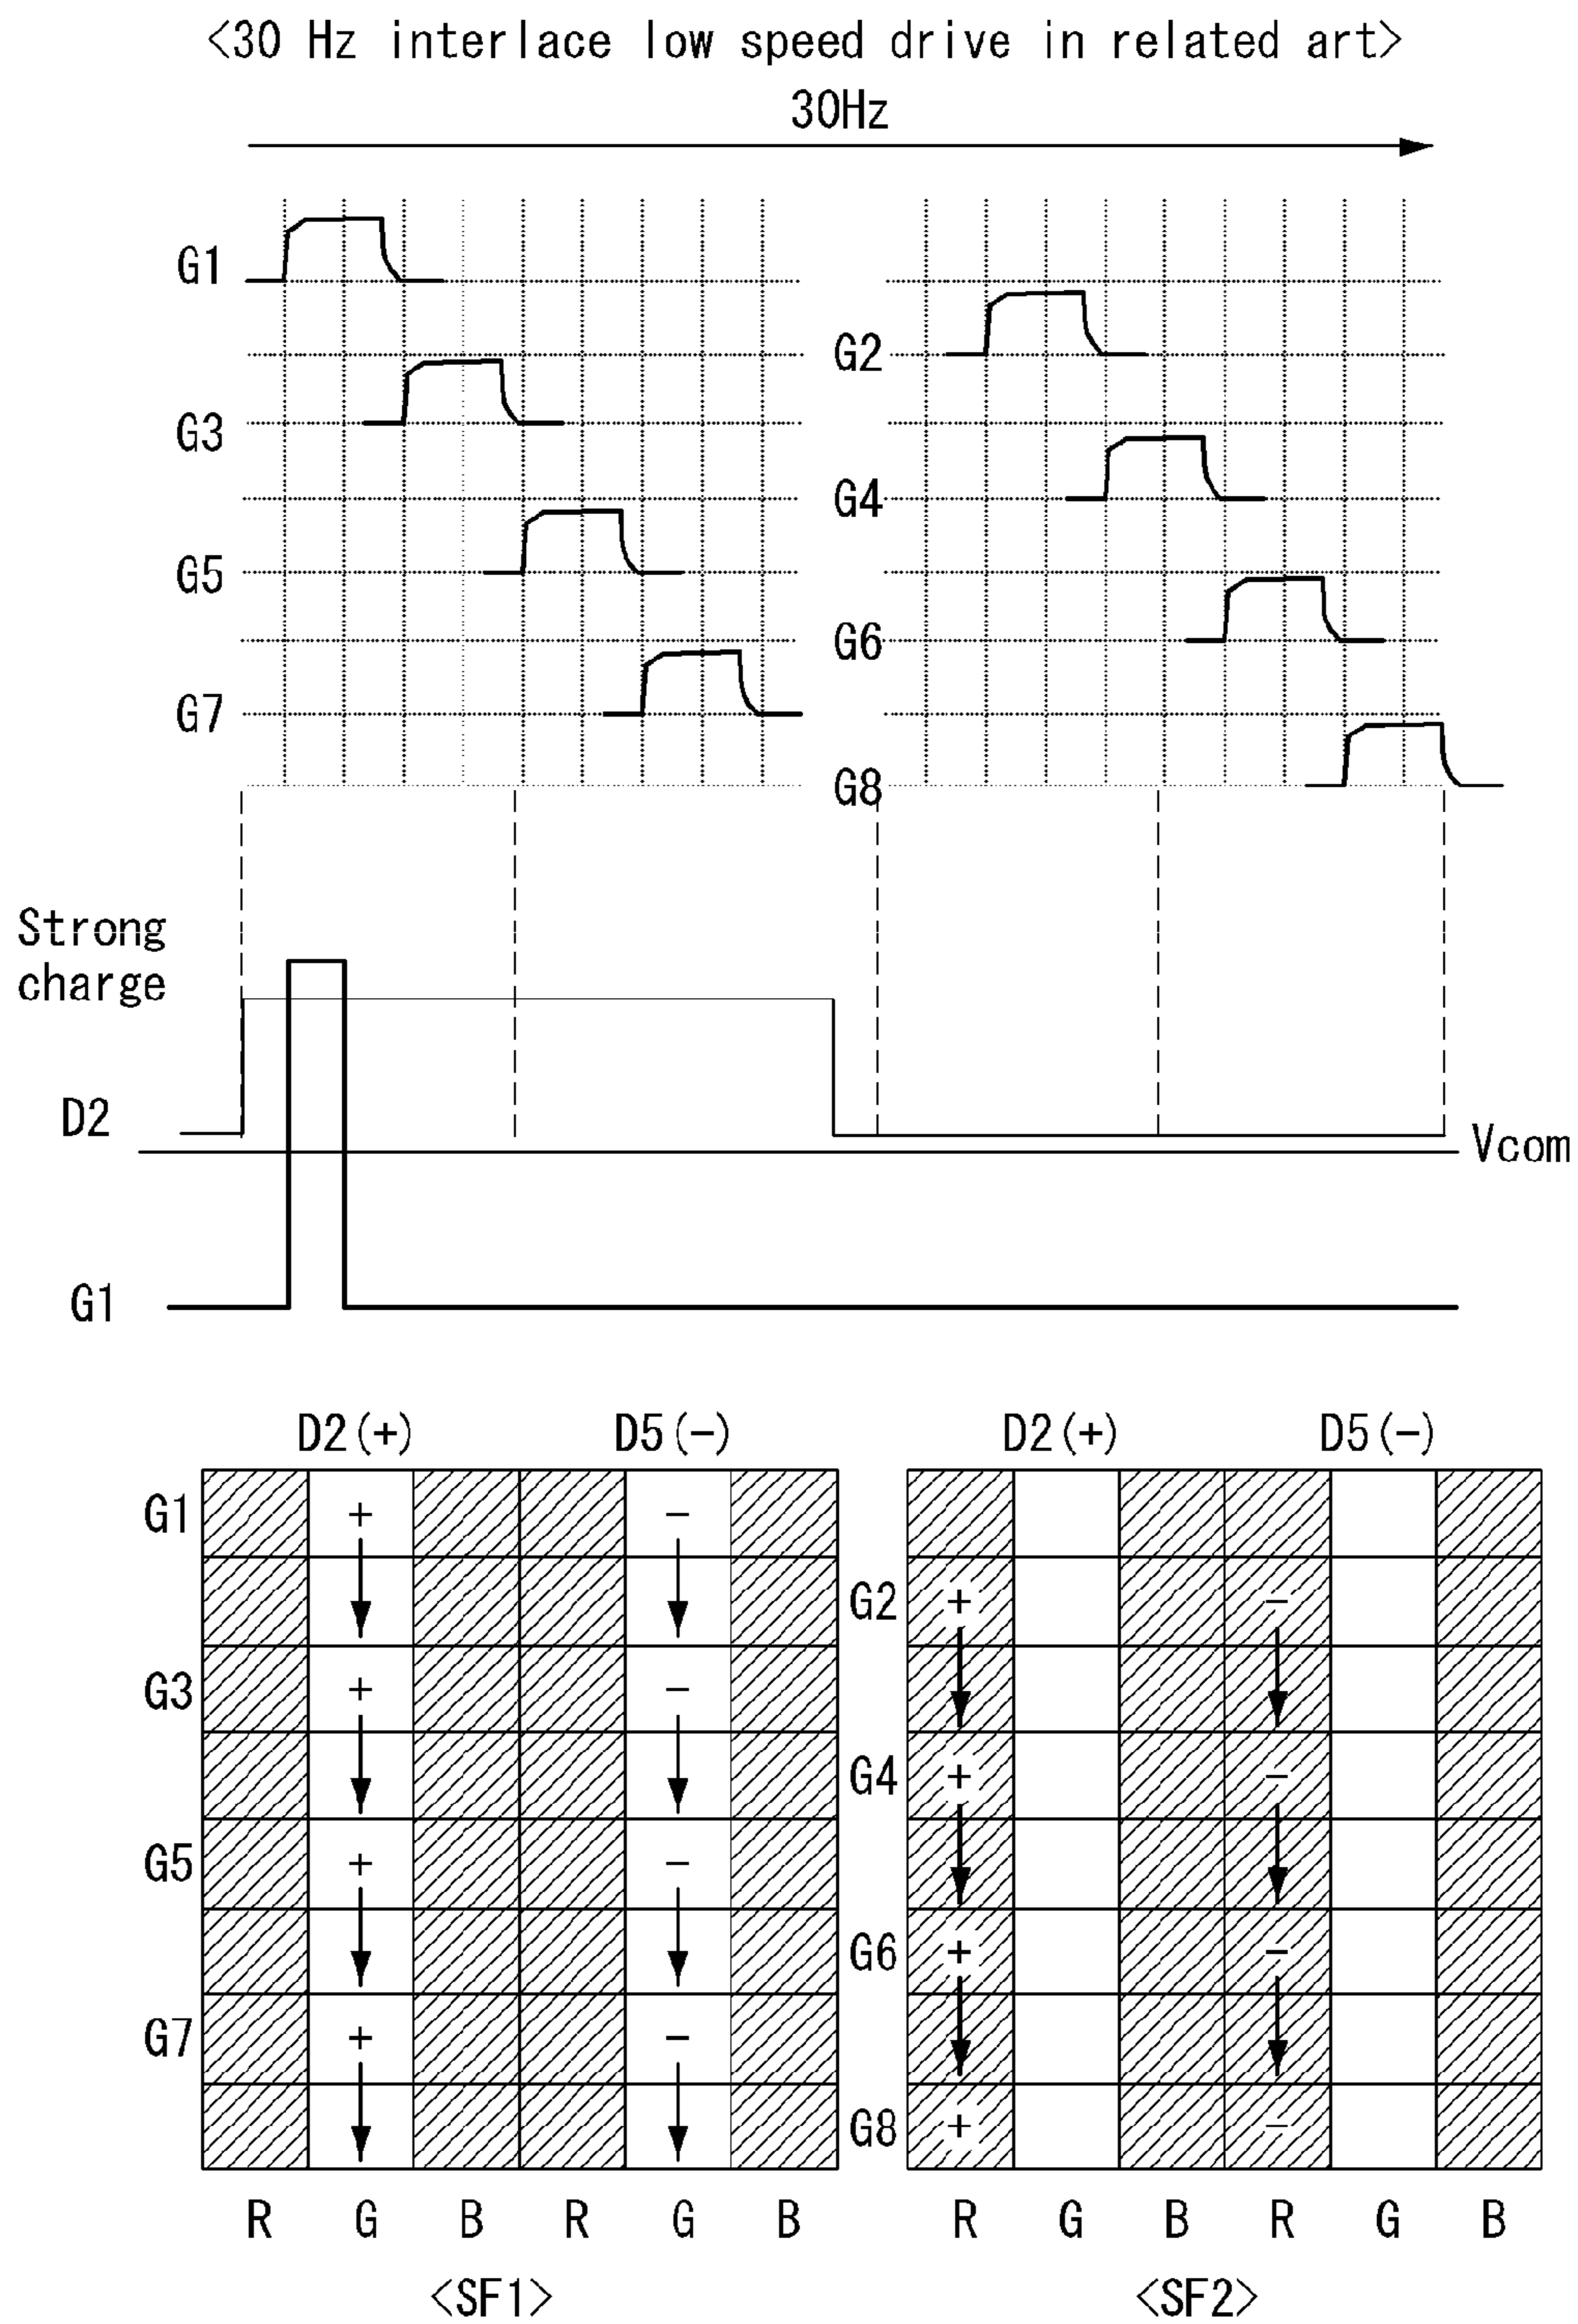 <30 Hz interlace low speed drive in related art>
30Hz
G1
G2
G3
G4
G5
G6
G7
G8
Strong
charge
D2
Vcom
G1
D2(+) D5(-) D2(+) D5(-)
G1 + -
G2 + -
G3 + -
G4 + -
G5 + -
G6 + -
G7 + -
G8 + -
R G B R G B R G B R G B
<SF1> <SF2>